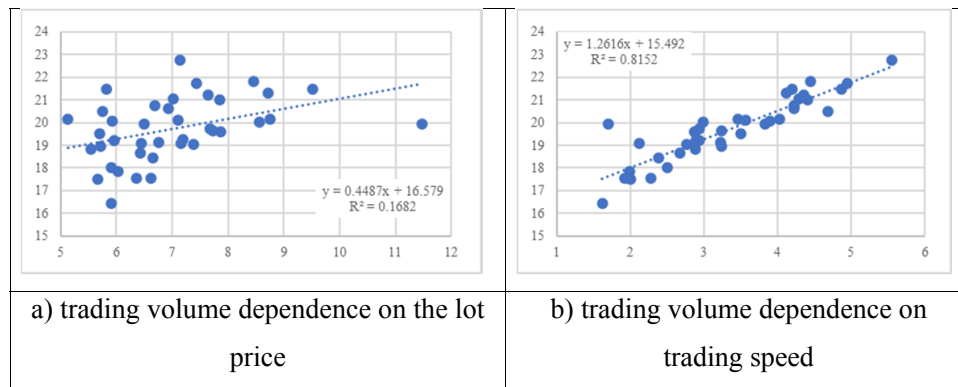 24
23
22
21
20
19
18
17
16
15
y = 0.4487x + 16.579
R² = 0.1682
5 6 7 8 9 10 11 12
24
23
22
21
20
19
18
17
16
15
y = 1.2616x + 15.492
R² = 0.8152
1 2 3 4 5 6
a) trading volume dependence on the lot
price
b) trading volume dependence on
trading speed